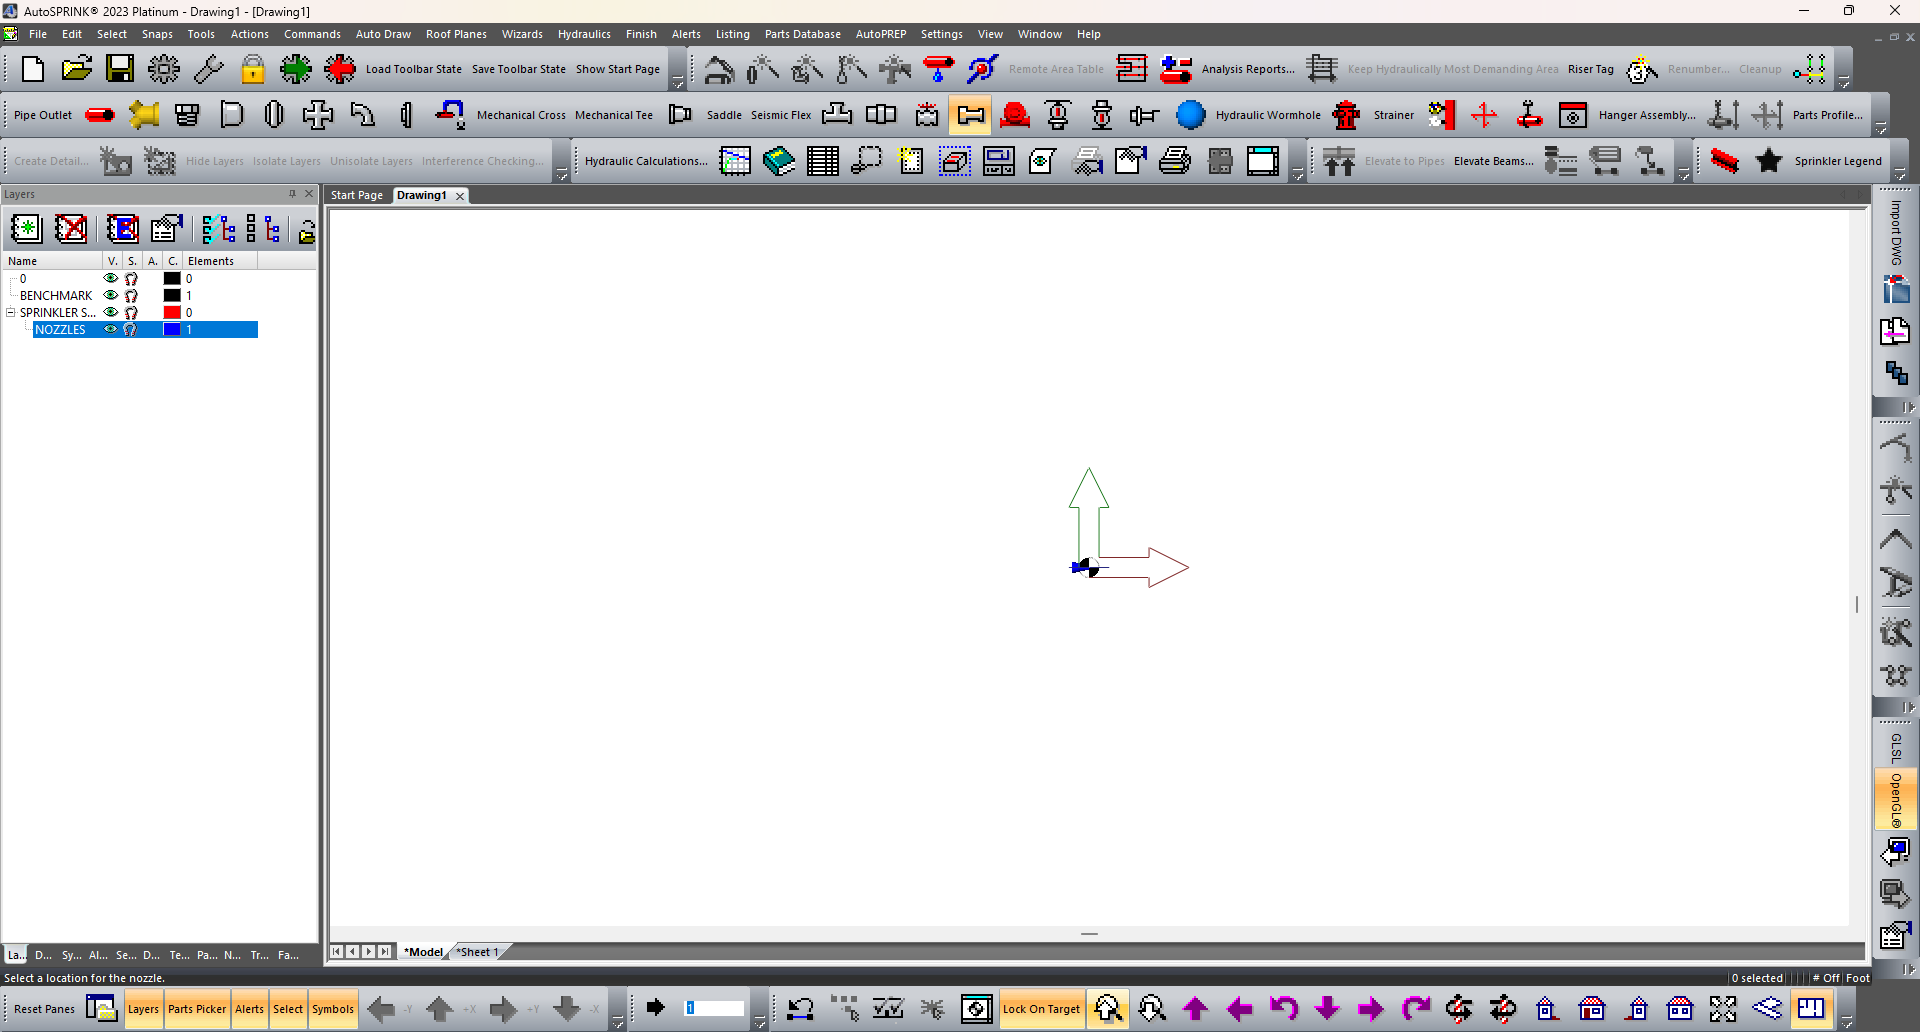 AutoSPRINK® 2023 Platinum - Drawing1 - [Drawing1]
File Edit Select Snaps Tools Actions Commands Auto Draw Roof Planes Wizards Hydraulics Finish Alerts Listing Parts Database AutoPREP Settings View Window Help
Load Toolbar State Save Toolbar State Show Start Page Remote Area Table Analysis Reports... Keep Hydraulically Most Demanding Area Riser Tag Renumber... Cleanup
Pipe Outlet Mechanical Cross Mechanical Tee Saddle Seismic Flex Hydraulic Wormhole Strainer Hanger Assembly... Parts Profile...
Create Detail... Hide Layers Isolate Layers Unisolate Layers Interference Checking... Hydraulic Calculations... Elevate to Pipes Elevate Beams... Sprinkler Legend
Layers
Start Page Drawing1
Import DWG
Name V. S. A. C. Elements
0 0
BENCHMARK 1
SPRINKLER S... 0
NOZZLES 1
GLSL
OpenGL®
La... D... Sy... Al... Se... D... Te... Pa... N... Tr... Fa...
*Model *Sheet 1
Select a location for the nozzle.
0 selected # Off Foot
Reset Panes Layers Parts Picker Alerts Select Symbols -Y +X +Y -X 1 Lock On Target